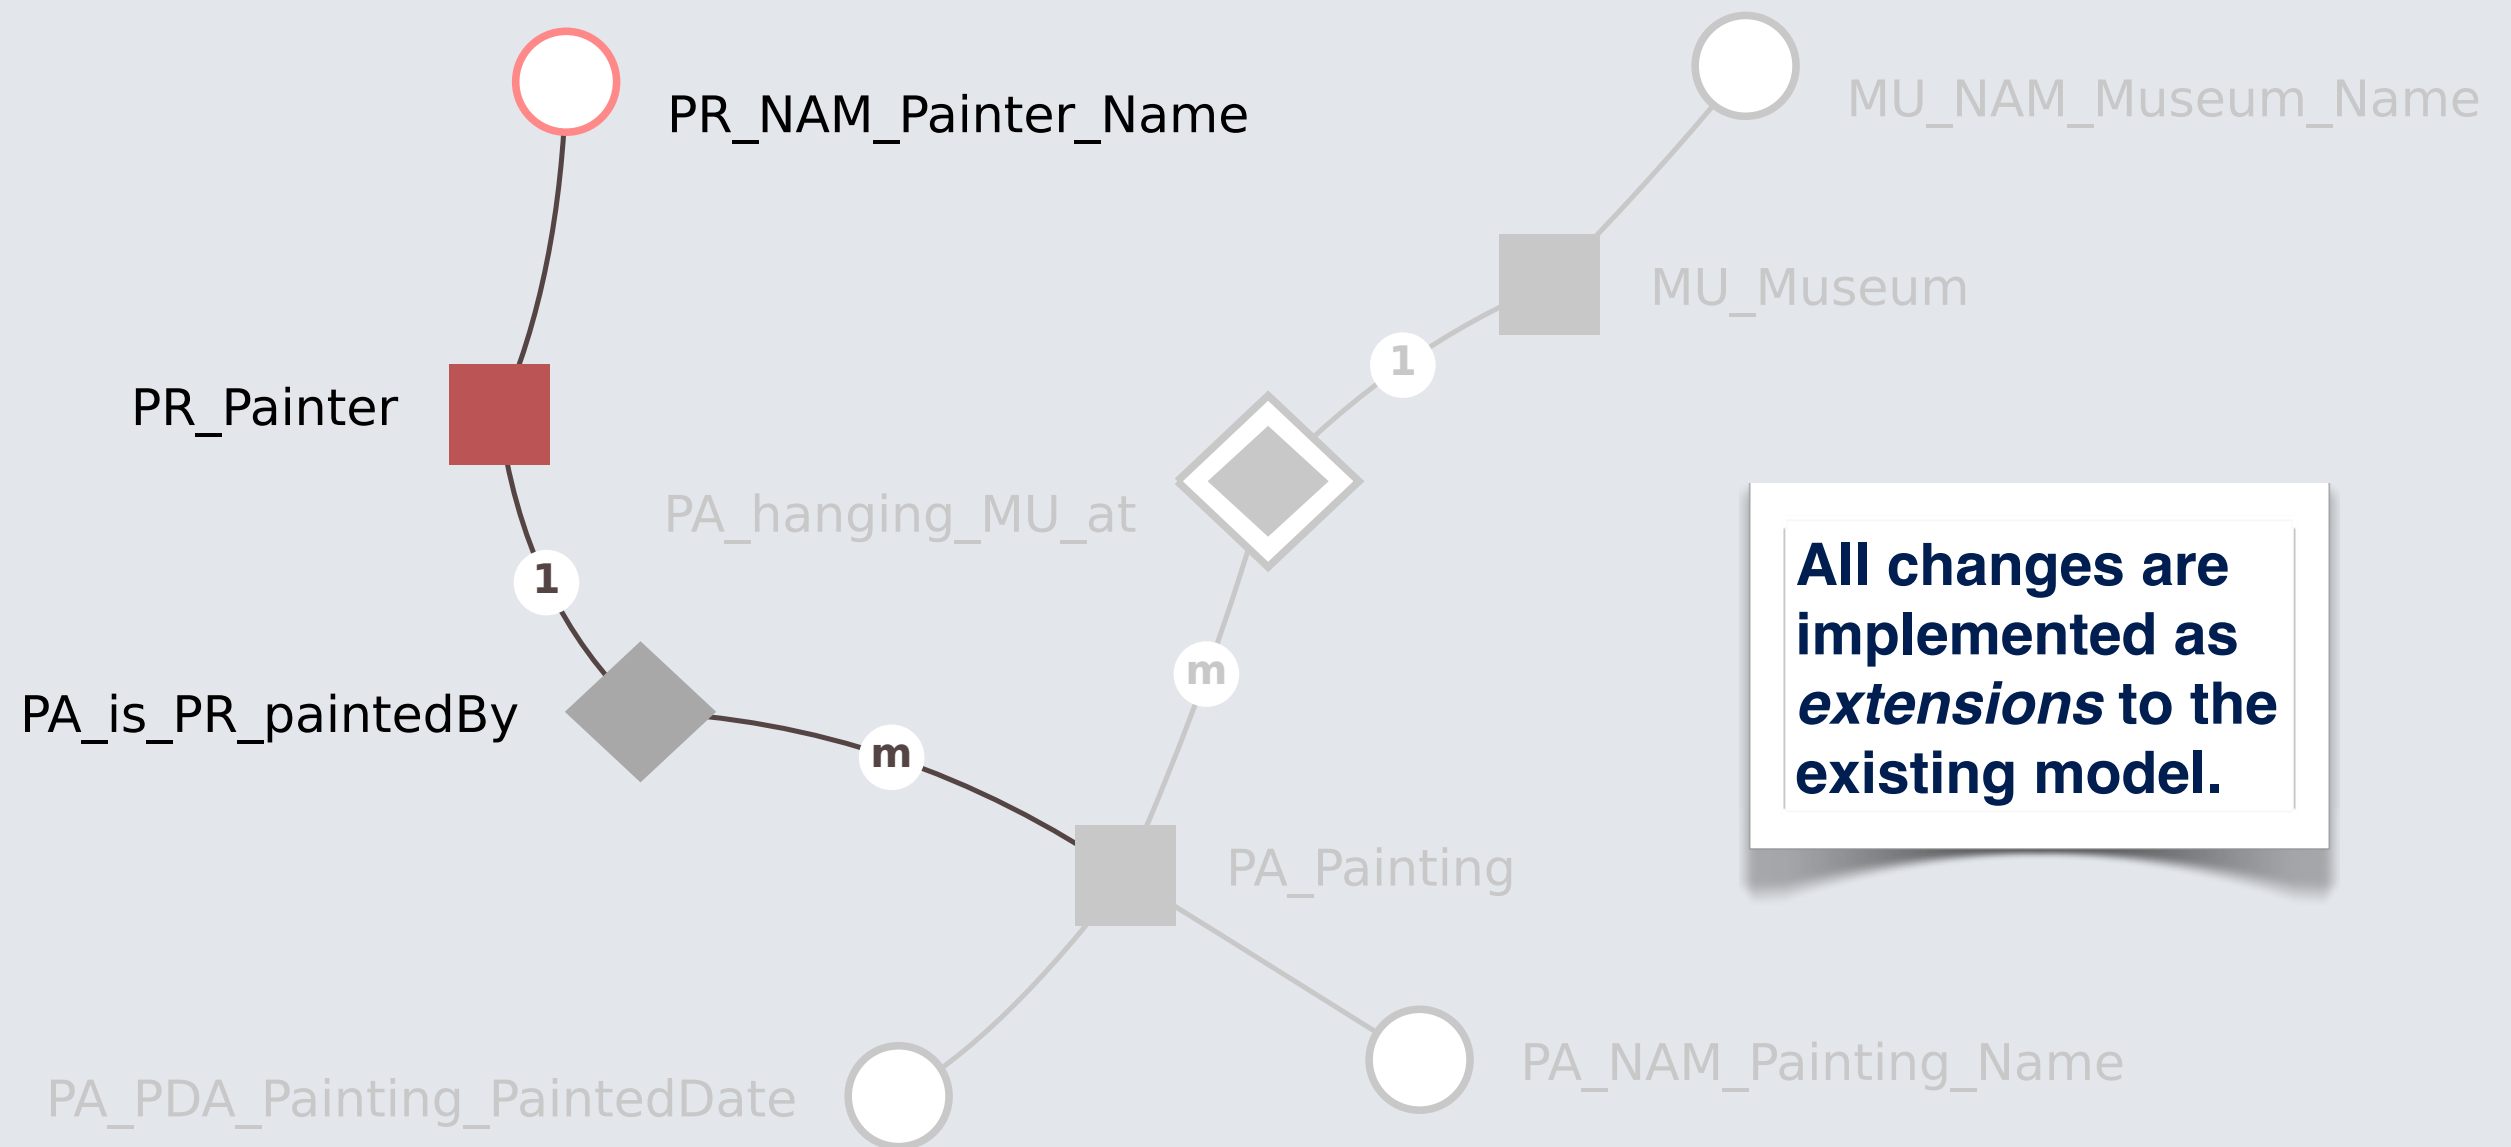 MU_NAM_Museum_Name
PR_NAM_Painter_Name
MU_Museum
1
PR_Painter
PA_hanging_MU_at
1
m
PA_is_PR_paintedBy
m
PA_Painting
PA_NAM_Painting_Name
PA_PDA_Painting_PaintedDate
All changes are
implemented as
extensions to the
existing model.